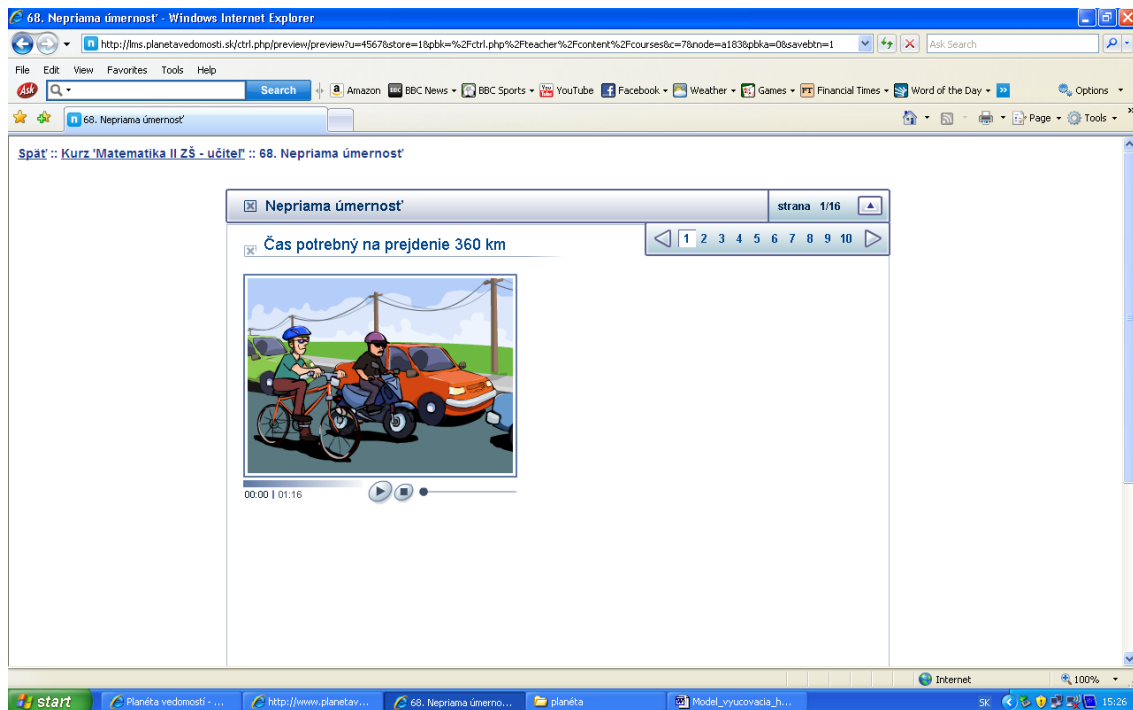 68. Nepriama úmernosť - Windows Internet Explorer
http://lms.planetavedomosti.sk/ctrl.php/preview/preview?u=4567&store=1&pbk=%2Fctrl.php%2Fteacher%2Fcontent%2Fcourses&c=7&node=a183&pbka=0&savebtn=1
Ask Search
File Edit View Favorites Tools Help
Ask Search Amazon BBC News BBC Sports YouTube Facebook Weather Games Financial Times Word of the Day Options
68. Nepriama úmernosť Page Tools
Späť :: Kurz 'Matematika II ZŠ - učiteľ' :: 68. Nepriama úmernosť
Nepriama úmernosť strana 1/16
1 2 3 4 5 6 7 8 9 10
Čas potrebný na prejdenie 360 km
00:00 | 01:16
Internet 100%
start Planéta vedomostí - ... http://www.planetav... 68. Nepriama úmerno... planéta Model_vyucovacia_h... SK 15:26